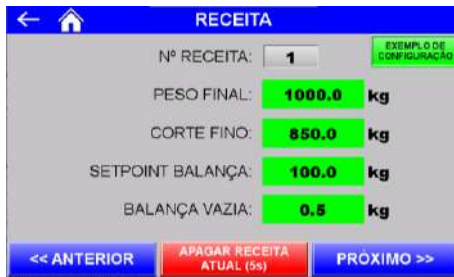 RECEITA
Nº RECEITA: 1
EXEMPLO DE
CONFIGURAÇÃO
PESO FINAL: 1000.0 kg
CORTE FINO: 850.0 kg
SETPOINT BALANÇA: 100.0 kg
BALANÇA VAZIA: 0.5 kg
<< ANTERIOR
APAGAR RECEITA
ATUAL (5s)
PRÓXIMO >>